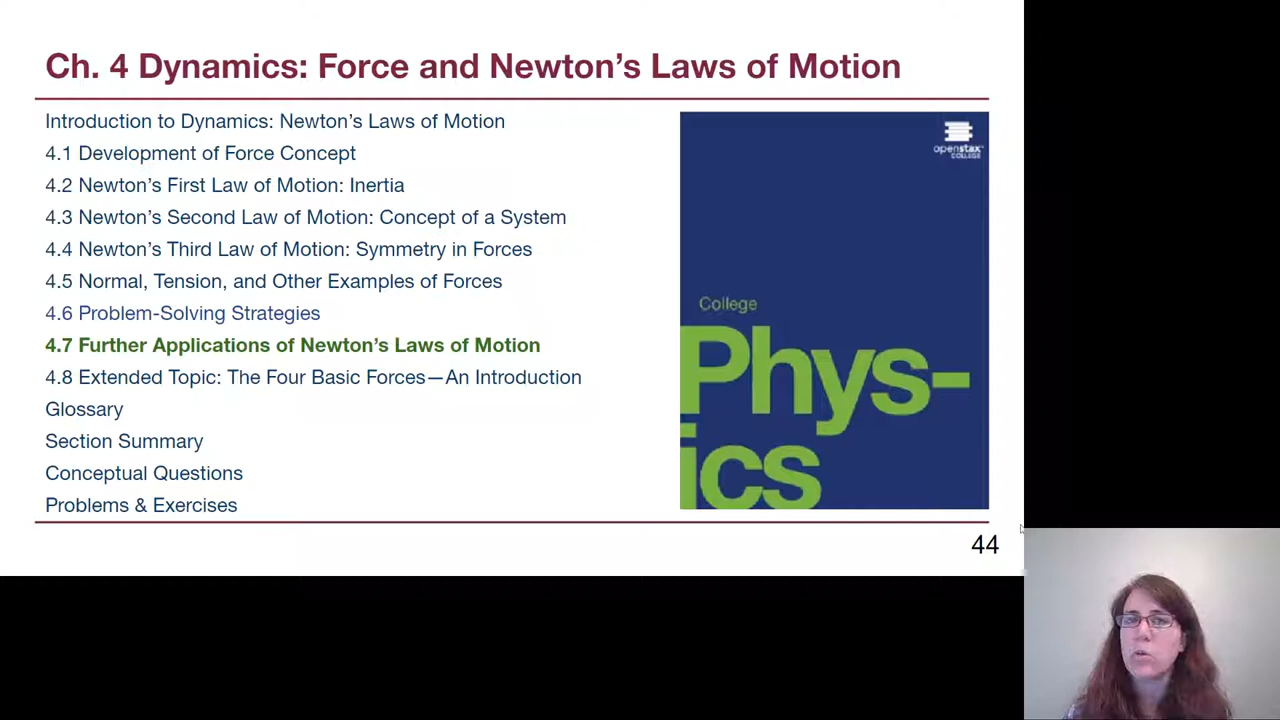 Ch. 4 Dynamics: Force and Newton’s Laws of Motion
Introduction to Dynamics: Newton’s Laws of Motion
4.1 Development of Force Concept
4.2 Newton’s First Law of Motion: Inertia
4.3 Newton’s Second Law of Motion: Concept of a System
4.4 Newton’s Third Law of Motion: Symmetry in Forces
4.5 Normal, Tension, and Other Examples of Forces
4.6 Problem-Solving Strategies
4.7 Further Applications of Newton’s Laws of Motion
4.8 Extended Topic: The Four Basic Forces—An Introduction
Glossary
Section Summary
Conceptual Questions
Problems & Exercises
openstax™
COLLEGE
College
Phys-
ics
44